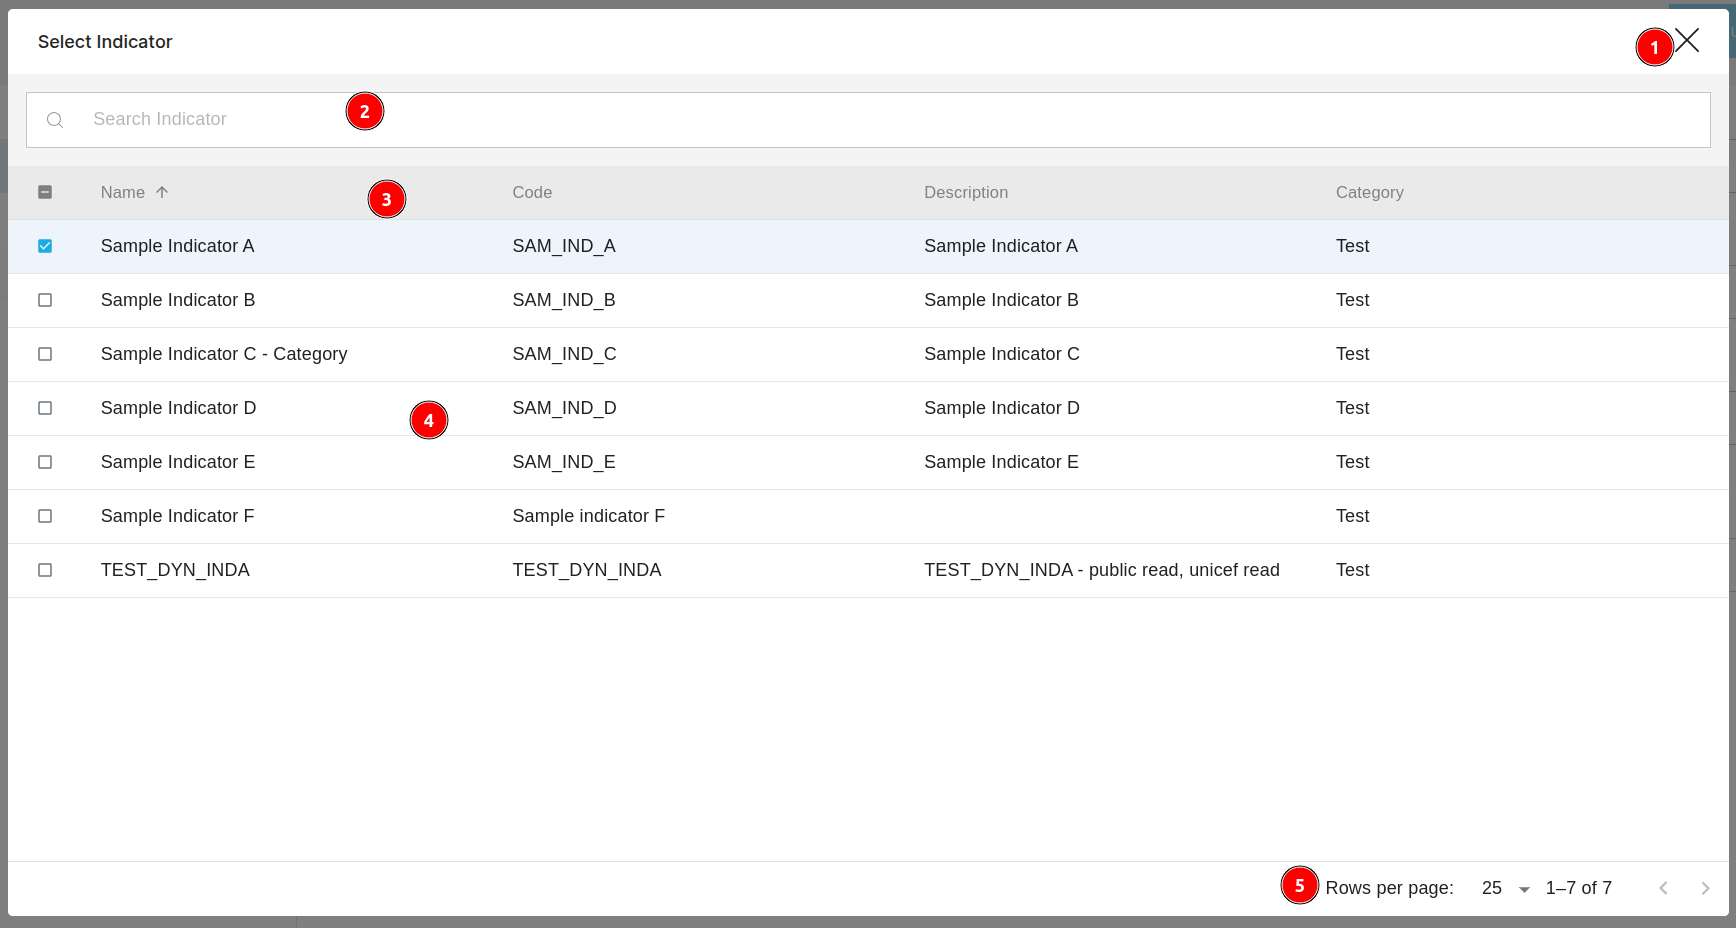 Select Indicator
1
Search Indicator
2
Name Code Description Category
3
Sample Indicator A SAM_IND_A Sample Indicator A Test
Sample Indicator B SAM_IND_B Sample Indicator B Test
Sample Indicator C - Category SAM_IND_C Sample Indicator C Test
Sample Indicator D SAM_IND_D Sample Indicator D Test
4
Sample Indicator E SAM_IND_E Sample Indicator E Test
Sample Indicator F Sample indicator F Test
TEST_DYN_INDA TEST_DYN_INDA TEST_DYN_INDA - public read, unicef read Test
5 Rows per page: 25 1–7 of 7